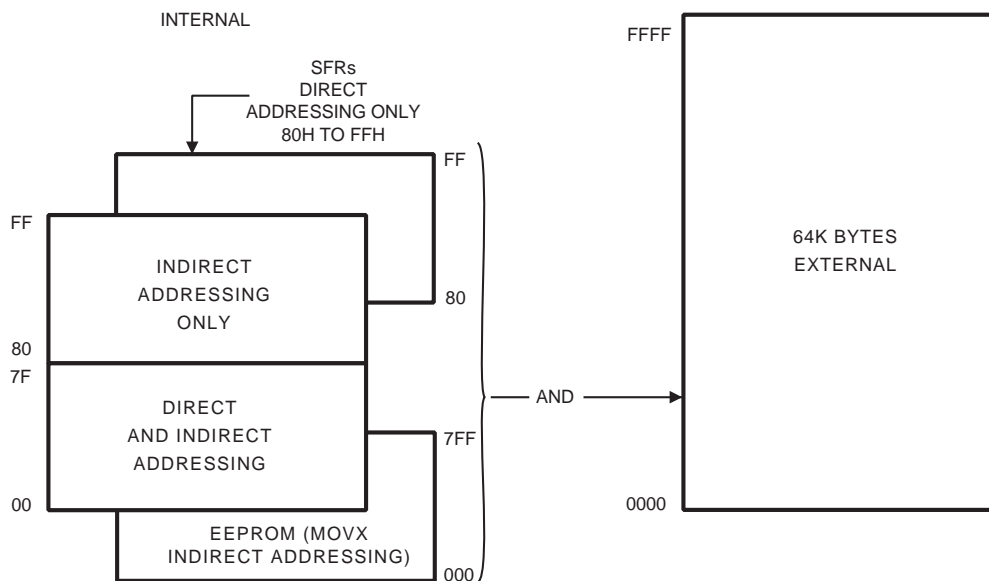 INTERNAL
SFRs
DIRECT
ADDRESSING ONLY
80H TO FFH
FF
80
FF
INDIRECT
ADDRESSING
ONLY
80
7F
DIRECT
AND INDIRECT
ADDRESSING
00
7FF
EEPROM (MOVX
INDIRECT ADDRESSING)
000
AND
FFFF
64K BYTES
EXTERNAL
0000